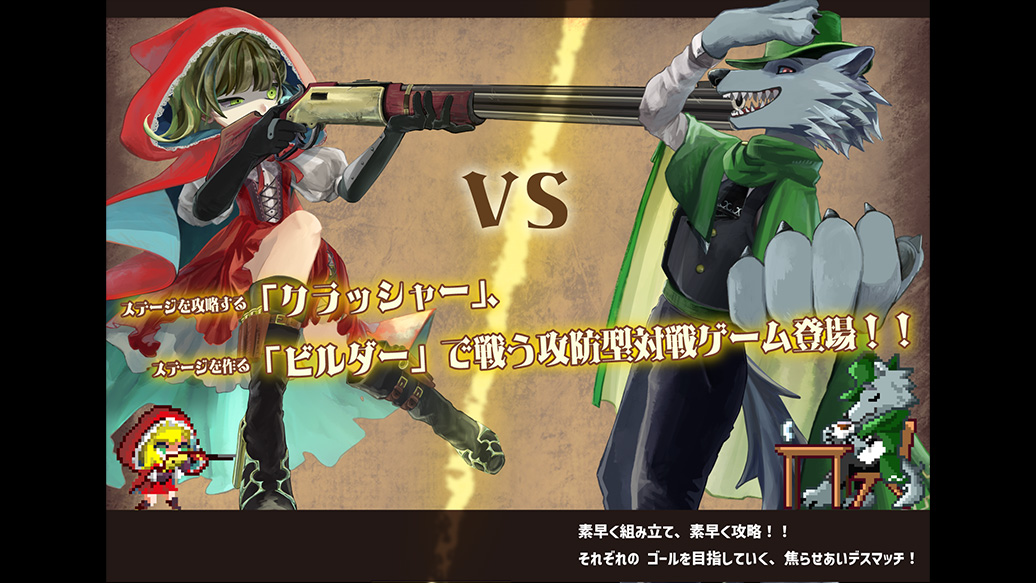 VS
ステージを攻略する「クラッシャー」、
ステージを作る「ビルダー」で戦う攻防型対戦ゲーム登場！！
素早く組み立て、素早く攻略！！
それぞれの ゴールを目指していく、焦らせあいデスマッチ！